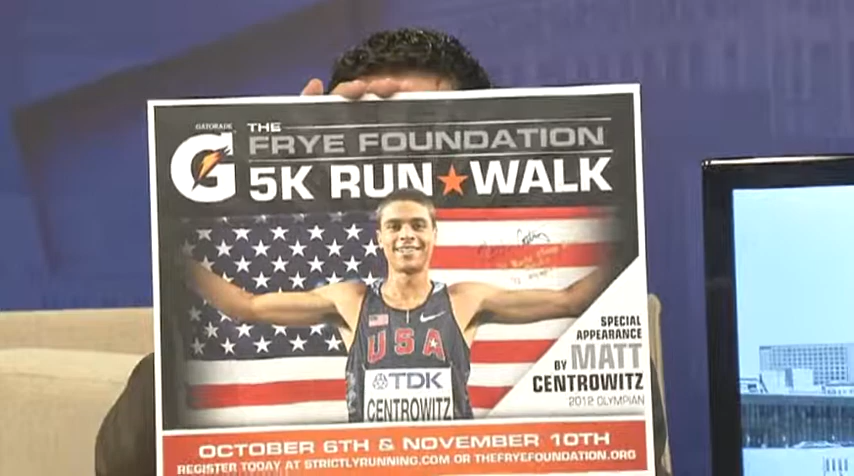 GATORADE
G
THE
FRYE FOUNDATION
5K RUN★WALK
USA
TDK
CENTROWITZ
SPECIAL
APPEARANCE
BY MATT
CENTROWITZ
2012 OLYMPIAN
OCTOBER 6TH & NOVEMBER 10TH
REGISTER TODAY AT STRICTLYRUNNING.COM OR THEFRYEFOUNDATION.ORG